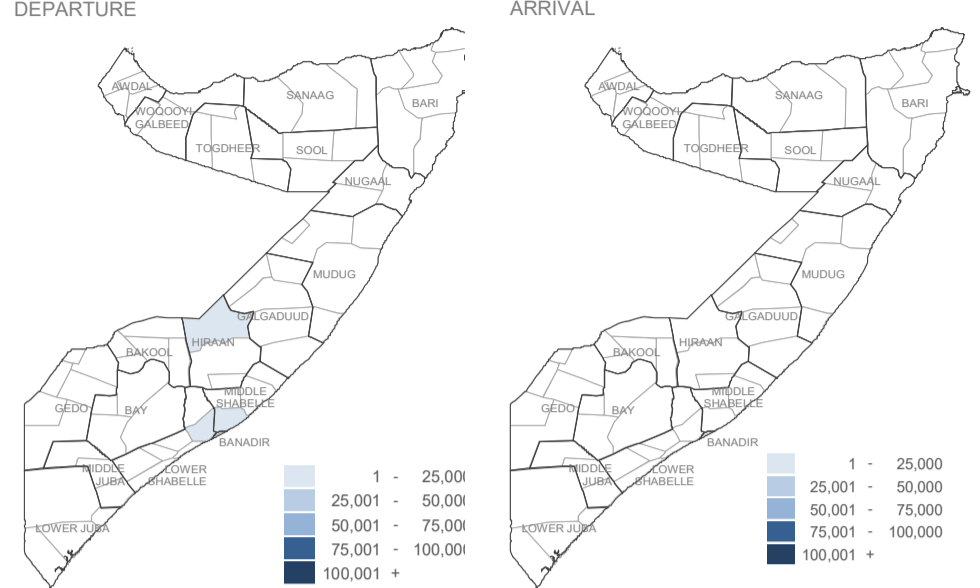 DEPARTURE
AWDAL
WOQOOYI
GALBEED
TOGDHEER
SANAAG
SOOL
BARI
NUGAAL
MUDUG
GALGADUUD
HIRAAN
BAKOOL
MIDDLE
SHABELLE
GEDO
BAY
BANADIR
MIDDLE
JUBA
LOWER
SHABELLE
LOWER JUBA
1 - 25,000
25,001 - 50,000
50,001 - 75,000
75,001 - 100,000
100,001 +
ARRIVAL
AWDAL
WOQOOYI
GALBEED
TOGDHEER
SANAAG
SOOL
BARI
NUGAAL
MUDUG
GALGADUUD
HIRAAN
BAKOOL
MIDDLE
SHABELLE
GEDO
BAY
BANADIR
MIDDLE
JUBA
LOWER
SHABELLE
LOWER JUBA
1 - 25,000
25,001 - 50,000
50,001 - 75,000
75,001 - 100,000
100,001 +